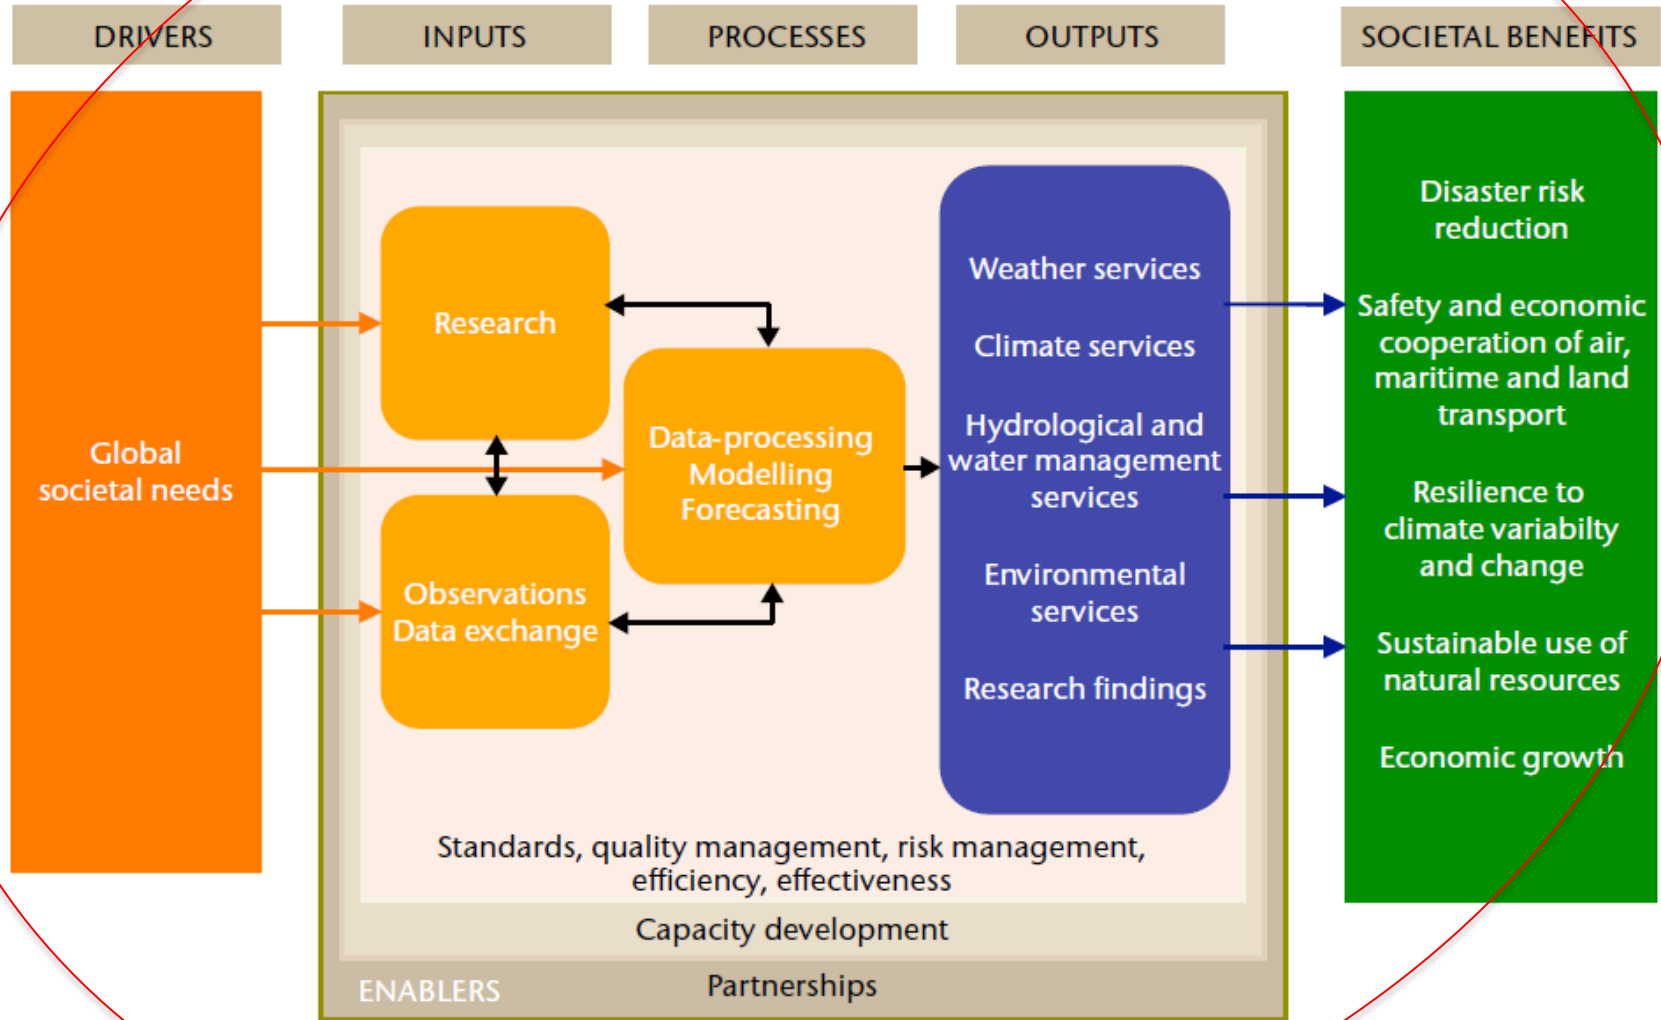 DRIVERS
INPUTS
PROCESSES
OUTPUTS
SOCIETAL BENEFITS
Global
societal needs
Research
Observations
Data exchange
Data-processing
Modelling
Forecasting
Weather services
Climate services
Hydrological and
water management
services
Environmental
services
Research findings
Disaster risk
reduction
Safety and economic
cooperation of air,
maritime and land
transport
Resilience to
climate variabilty
and change
Sustainable use of
natural resources
Economic growth
Standards, quality management, risk management,
efficiency, effectiveness
Capacity development
ENABLERS
Partnerships